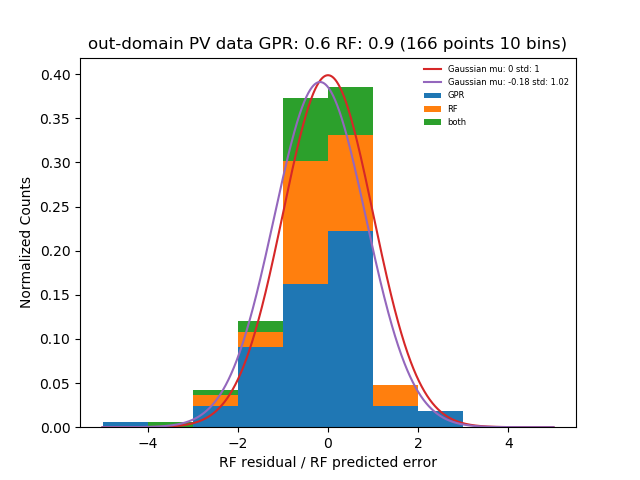 out-domain PV data GPR: 0.6 RF: 0.9 (166 points 10 bins)
Gaussian mu: 0 std: 1
Gaussian mu: -0.18 std: 1.02
GPR
RF
both
Normalized Counts
0.40
0.35
0.30
0.25
0.20
0.15
0.10
0.05
0.00
−4 −2 0 2 4
RF residual / RF predicted error